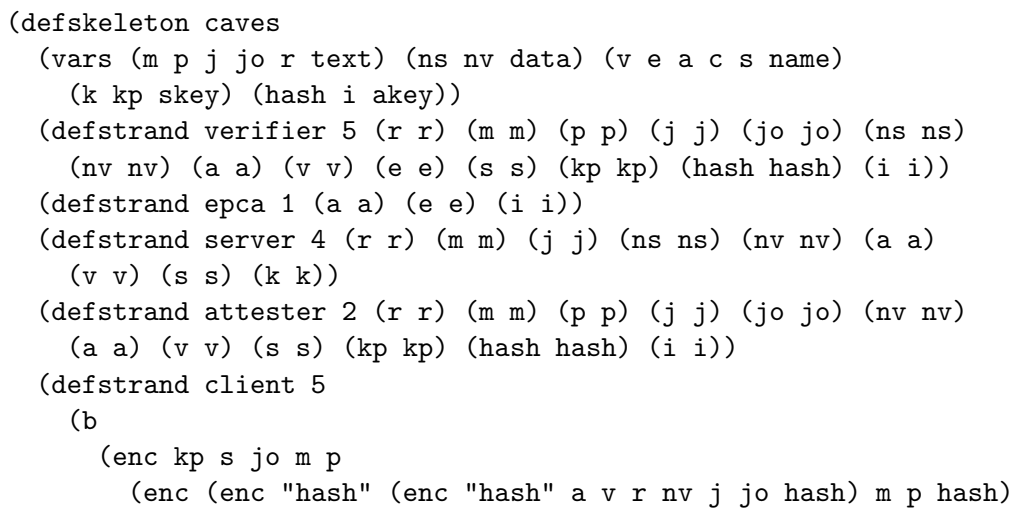 (defskeleton caves
(vars (m p j jo r text) (ns nv data) (v e a c s name)
(k kp skey) (hash i akey))
(defstrand verifier 5 (r r) (m m) (p p) (j j) (jo jo) (ns ns)
(nv nv) (a a) (v v) (e e) (s s) (kp kp) (hash hash) (i i))
(defstrand epca 1 (a a) (e e) (i i))
(defstrand server 4 (r r) (m m) (j j) (ns ns) (nv nv) (a a)
(v v) (s s) (k k))
(defstrand attester 2 (r r) (m m) (p p) (j j) (jo jo) (nv nv)
(a a) (v v) (s s) (kp kp) (hash hash) (i i))
(defstrand client 5
(b
(enc kp s jo m p
(enc (enc "hash" (enc "hash" a v r nv j jo hash) m p hash)